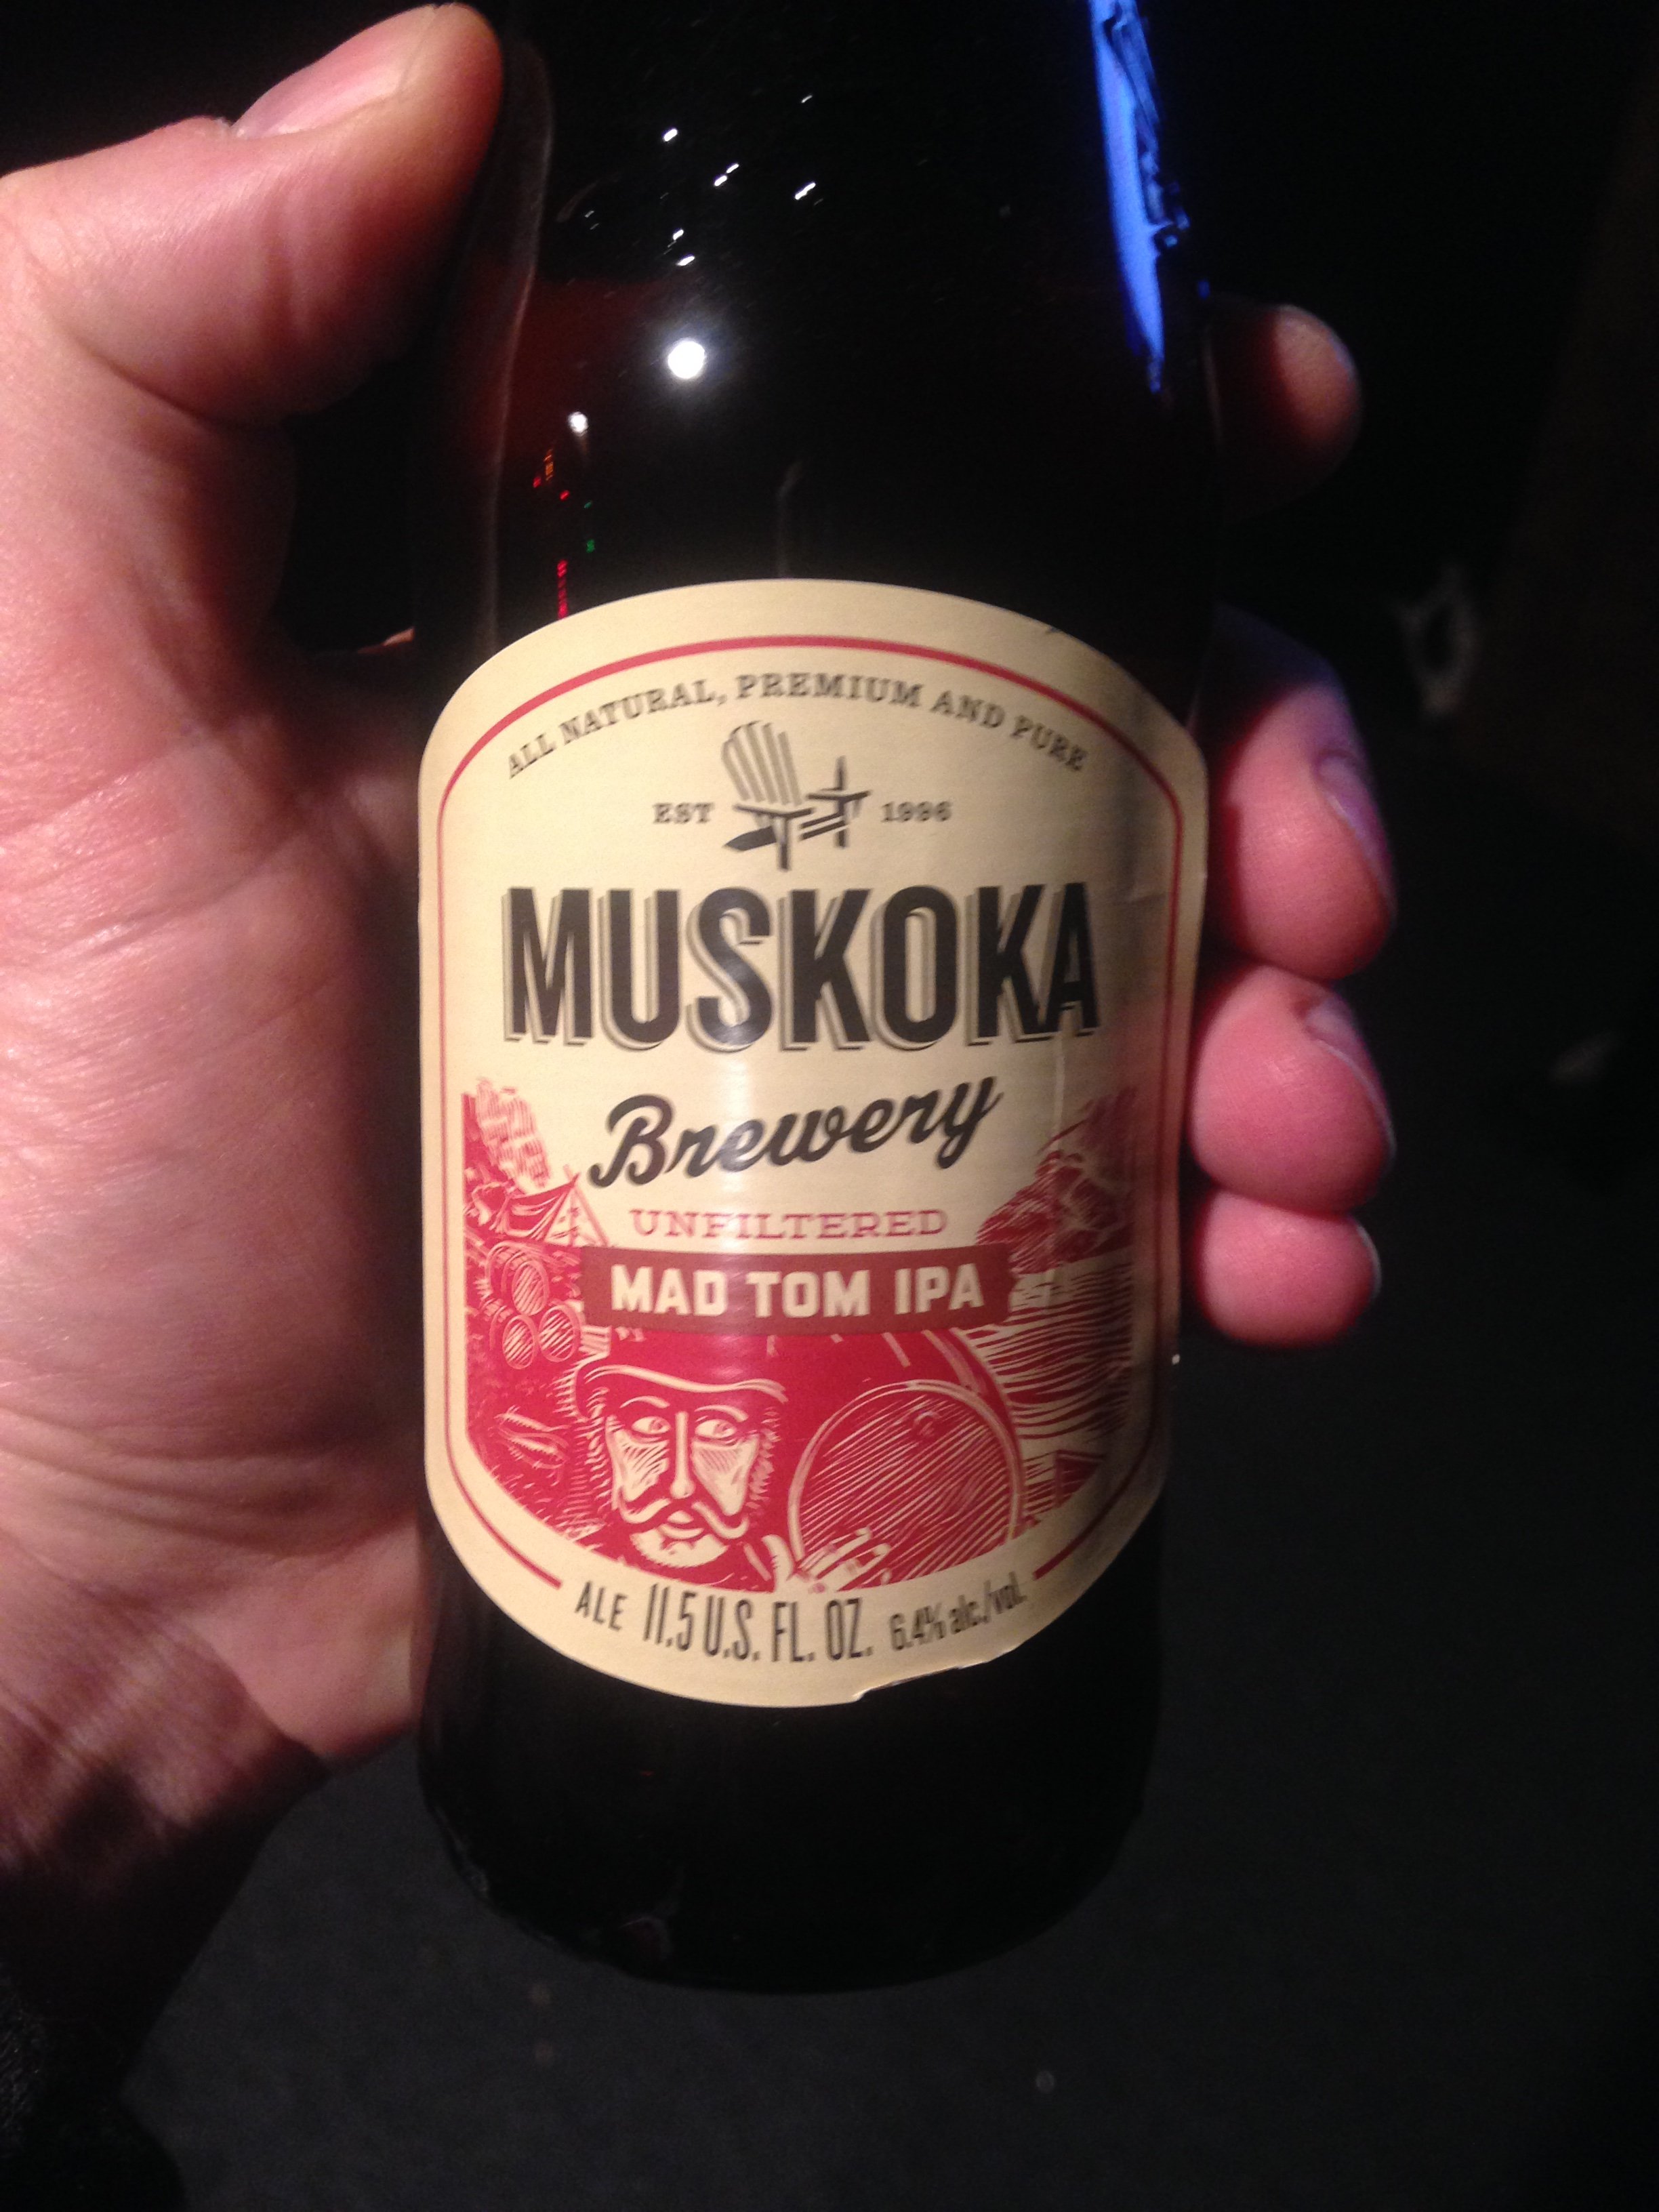 ALL NATURAL, PREMIUM AND PURE
EST 1996
MUSKOKA
Brewery
UNFILTERED
MAD TOM IPA
ALE 11.5 U.S. FL. OZ. 6.4% alc./vol.